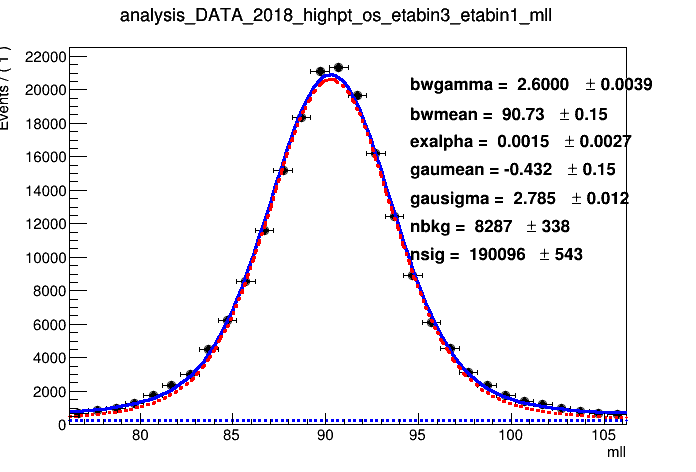 analysis_DATA_2018_highpt_os_etabin3_etabin1_mll
Events / ( 1 )
22000
20000
18000
16000
14000
12000
10000
8000
6000
4000
2000
0
bwgamma = 2.6000 ± 0.0039
bwmean = 90.73 ± 0.15
exalpha = 0.0015 ± 0.0027
gaumean = -0.432 ± 0.15
gausigma = 2.785 ± 0.012
nbkg = 8287 ± 338
nsig = 190096 ± 543
80 85 90 95 100 105
mll